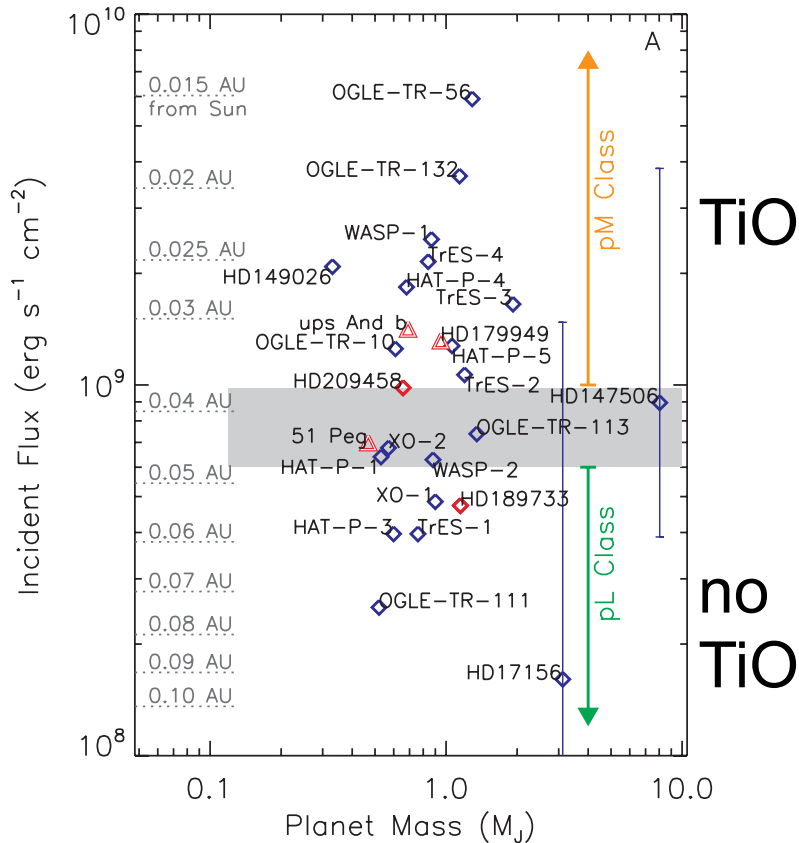 10^10
A
0.015 AU
from Sun
OGLE−TR−56
OGLE−TR−132
0.02 AU
pM Class
TiO
WASP−1
0.025 AU
TrES−4
HD149026
HAT−P−4
TrES−3
0.03 AU
ups And b
HD179949
OGLE−TR−10
HAT−P−5
HD209458
TrES−2
10^9
HD147506
0.04 AU
OGLE−TR−113
51 Peg
XO−2
HAT−P−1
WASP−2
0.05 AU
XO−1
HD189733
0.06 AU
HAT−P−3
TrES−1
pL Class
0.07 AU
OGLE−TR−111
no
TiO
0.08 AU
0.09 AU
HD17156
0.10 AU
10^8
Incident Flux (erg s^−1 cm^−2)
0.1
1.0
10.0
Planet Mass (M_J)